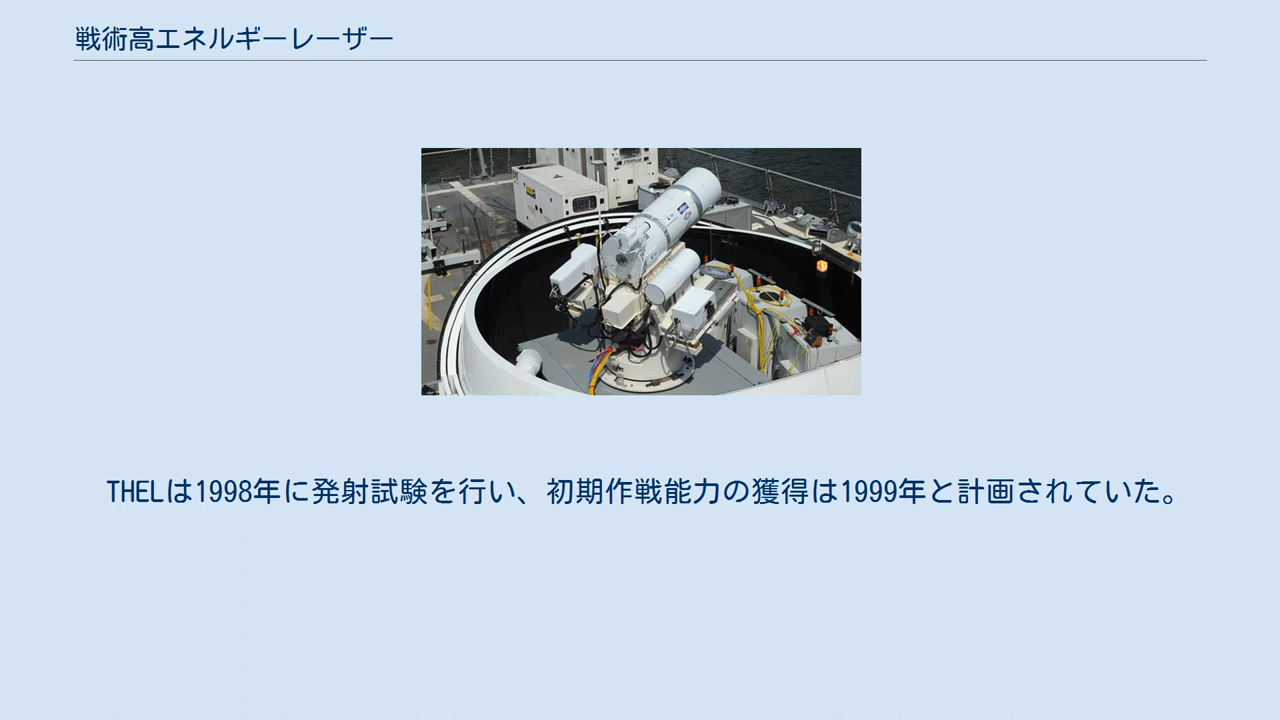 戦術高エネルギーレーザー
THELは1998年に発射試験を行い、初期作戦能力の獲得は1999年と計画されていた。